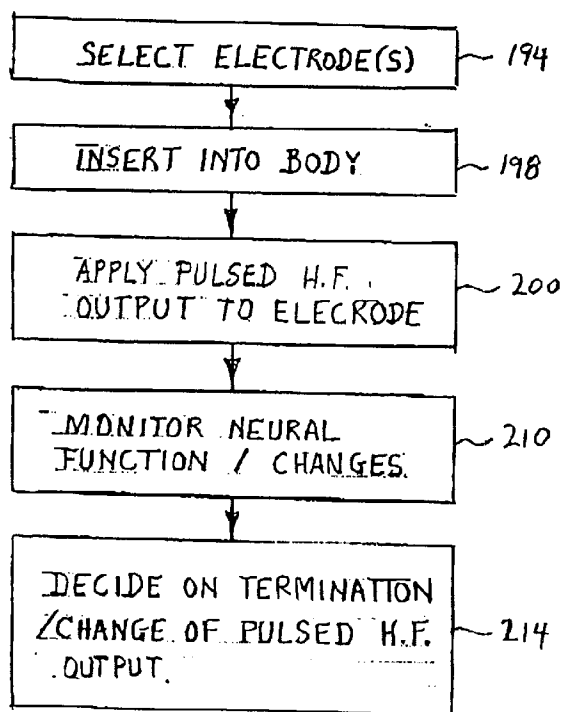 SELECT ELECTRODE(S)
194
INSERT INTO BODY
198
APPLY PULSED H.F.
OUTPUT TO ELECRODE
200
MONITOR NEURAL
FUNCTION / CHANGES.
210
DECIDE ON TERMINATION
/CHANGE OF PULSED H.F.
OUTPUT.
214